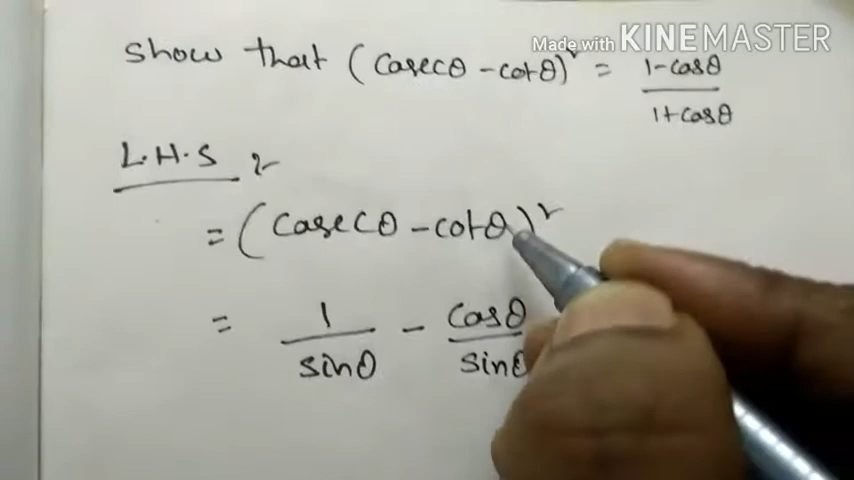 Made with KINEMASTER
show that (cosecθ - cotθ)² = 1-cosθ / 1+cosθ
L.H.S
= (cosecθ - cotθ)²
= 1/sinθ - cosθ/sinθ